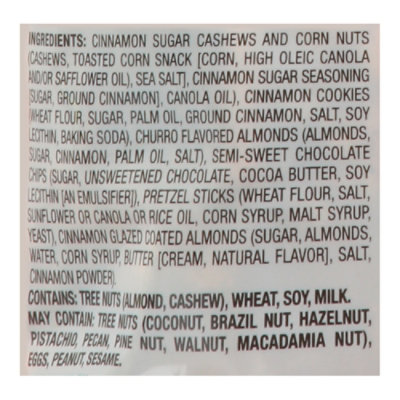 INGREDIENTS: CINNAMON SUGAR CASHEWS AND CORN NUTS
(CASHEWS, TOASTED CORN SNACK [CORN, HIGH OLEIC CANOLA
AND/OR SAFFLOWER OIL), SEA SALT], CINNAMON SUGAR SEASONING
[SUGAR, GROUND CINNAMON], CANOLA OIL), CINNAMON COOKIES
(WHEAT FLOUR, SUGAR, PALM OIL, GROUND CINNAMON, SALT, SOY
LECITHIN, BAKING SODA), CHURRO FLAVORED ALMONDS (ALMONDS,
SUGAR, CINNAMON, PALM OIL, SALT), SEMI-SWEET CHOCOLATE
CHIPS (SUGAR, UNSWEETENED CHOCOLATE, COCOA BUTTER, SOY
LECITHIN [AN EMULSIFIER]), PRETZEL STICKS (WHEAT FLOUR, SALT,
SUNFLOWER OR CANOLA OR RICE OIL, CORN SYRUP, MALT SYRUP,
YEAST), CINNAMON GLAZED COATED ALMONDS (SUGAR, ALMONDS,
WATER, CORN SYRUP, BUTTER [CREAM, NATURAL FLAVOR], SALT,
CINNAMON POWDER).
CONTAINS: TREE NUTS (ALMOND, CASHEW), WHEAT, SOY, MILK.
MAY CONTAIN: TREE NUTS (COCONUT, BRAZIL NUT, HAZELNUT,
PISTACHIO, PECAN, PINE NUT, WALNUT, MACADAMIA NUT),
EGGS, PEANUT, SESAME.